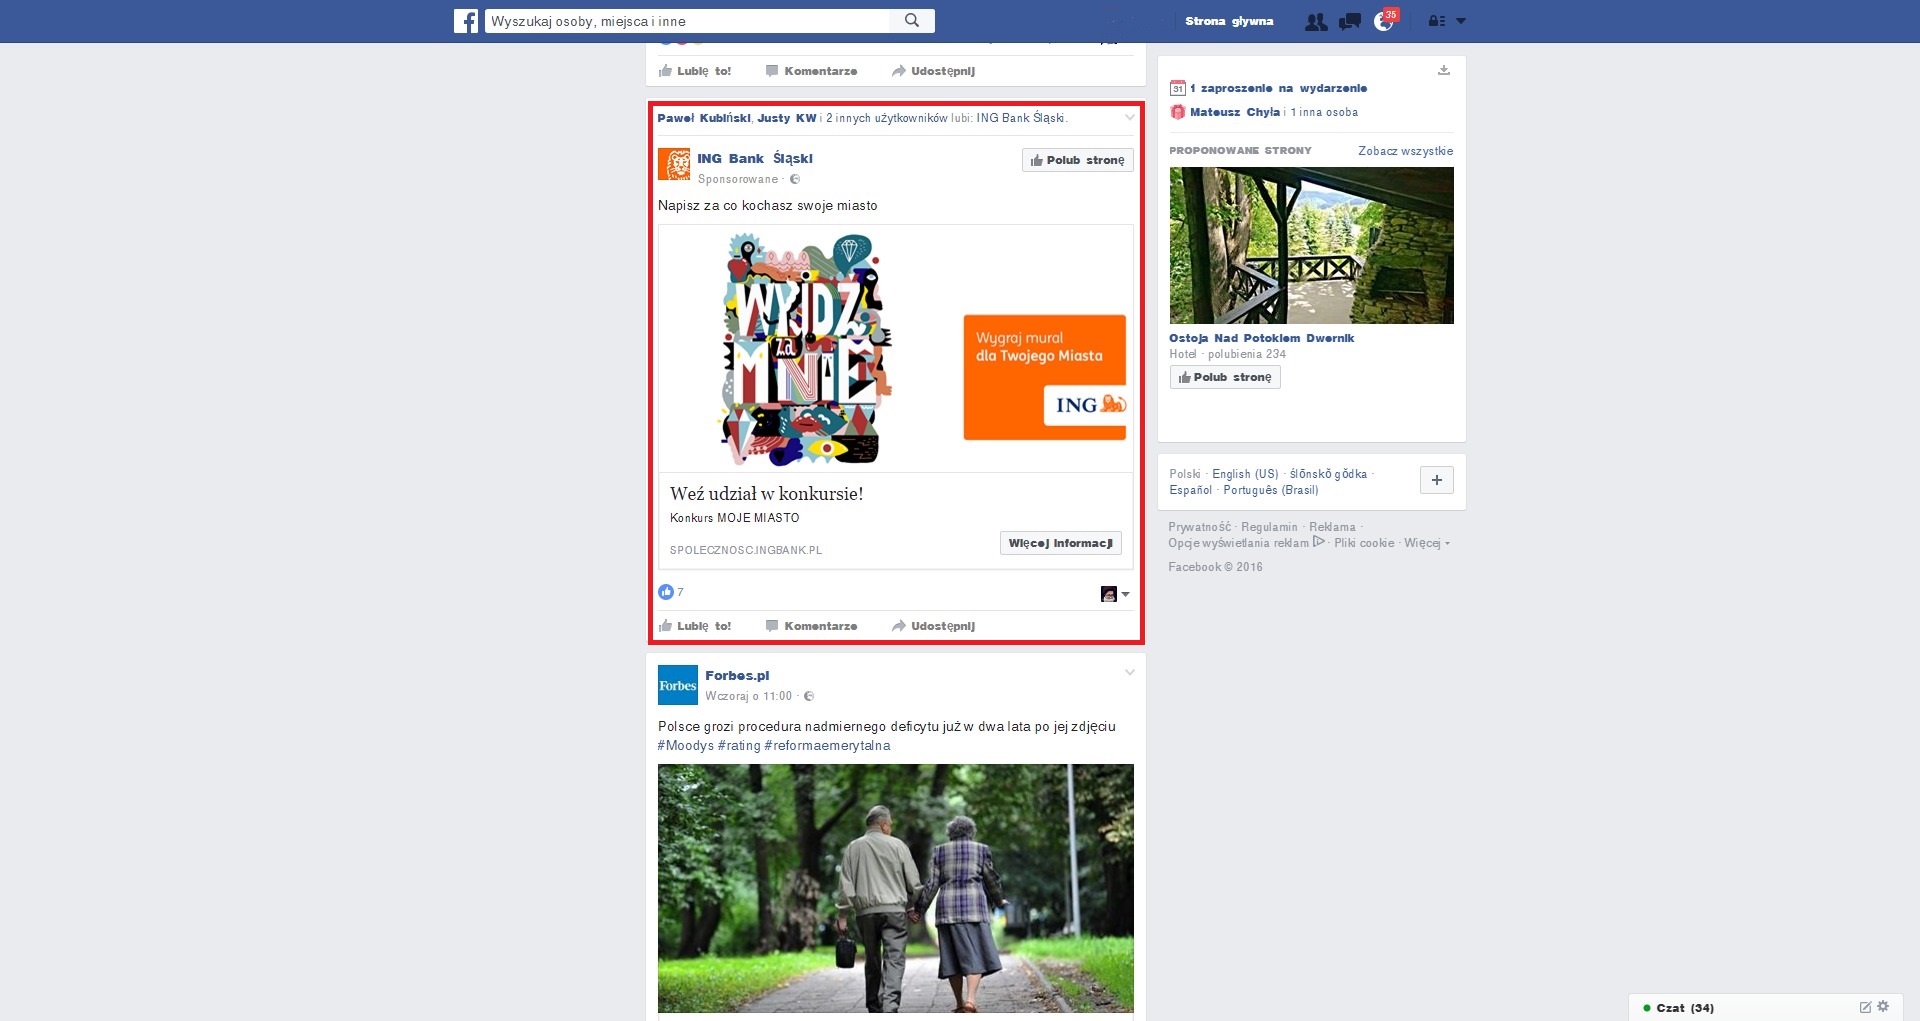 Wyszukaj osoby, miejsca i inne
Strona głwna
35
Lubię to! Komentarze Udostępnij
Paweł Kubiński, Justy KW i 2 innych użytkowników lubi: ING Bank Śląski.
ING Bank Śląski
Polub stronę
Sponsorowane ·
Napisz za co kochasz swoje miasto
WYJDŹ
za
MNIE
Wygraj mural
dla Twojego Miasta
ING
Weź udział w konkursie!
Konkurs MOJE MIASTO
Więcej informacji
SPOLECZNOSC.INGBANK.PL
7
Lubię to! Komentarze Udostępnij
Forbes
Forbes.pl
Wczoraj o 11:00 ·
Polsce grozi procedura nadmiernego deficytu już w dwa lata po jej zdjęciu
#Moodys #rating #reformaemerytalna
31
1 zaproszenie na wydarzenie
Mateusz Chyła i 1 inna osoba
PROPONOWANE STRONY Zobacz wszystkie
Ostoja Nad Potokiem Dwernik
Hotel · polubienia 234
Polub stronę
Polski · English (US) · ślōnskŏ gŏdka ·
Español · Português (Brasil)
+
Prywatność · Regulamin · Reklama ·
Opcje wyświetlania reklam · Pliki cookie · Więcej
Facebook © 2016
Czat (34)